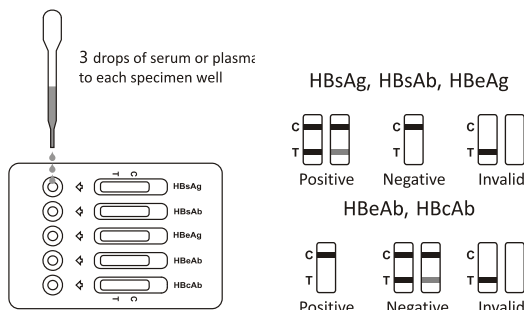 3 drops of serum or plasma
to each specimen well
T C
HBsAg
HBsAb
HBeAg
HBeAb
HBcAb
T C
HBsAg, HBsAb, HBeAg
C C C
T T T
Positive Negative Invalid
HBeAb, HBcAb
C C C
T T T
Positive Negative Invalid